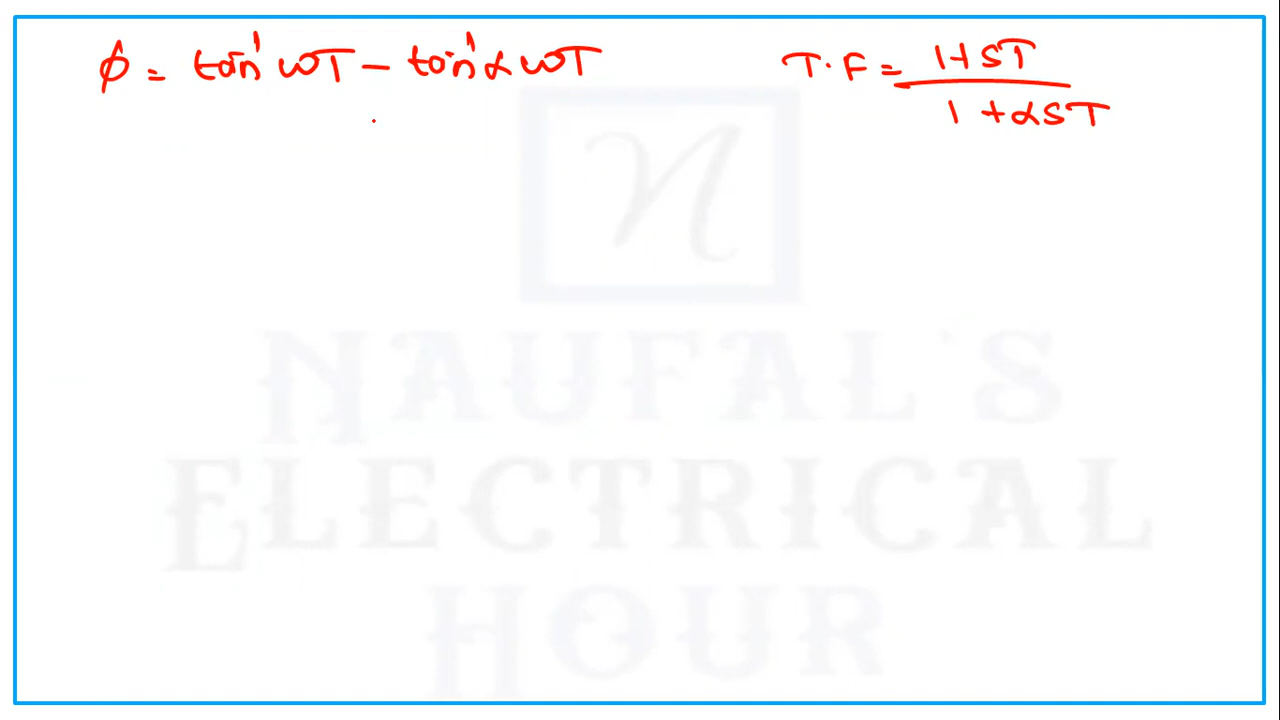 φ = tan⁻¹ ωT − tan⁻¹ αωT
T.F = 1+ST
1+αST
N
NAUFAL'S
ELECTRICAL
HOUR